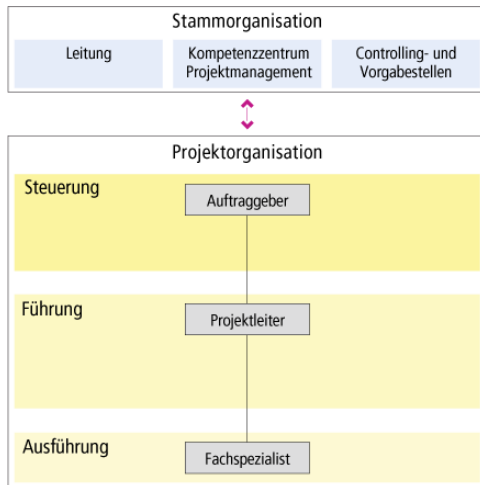 Stammorganisation
Leitung
Kompetenzzentrum
Projektmanagement
Controlling- und
Vorgabestellen
Projektorganisation
Steuerung
Auftraggeber
Führung
Projektleiter
Ausführung
Fachspezialist